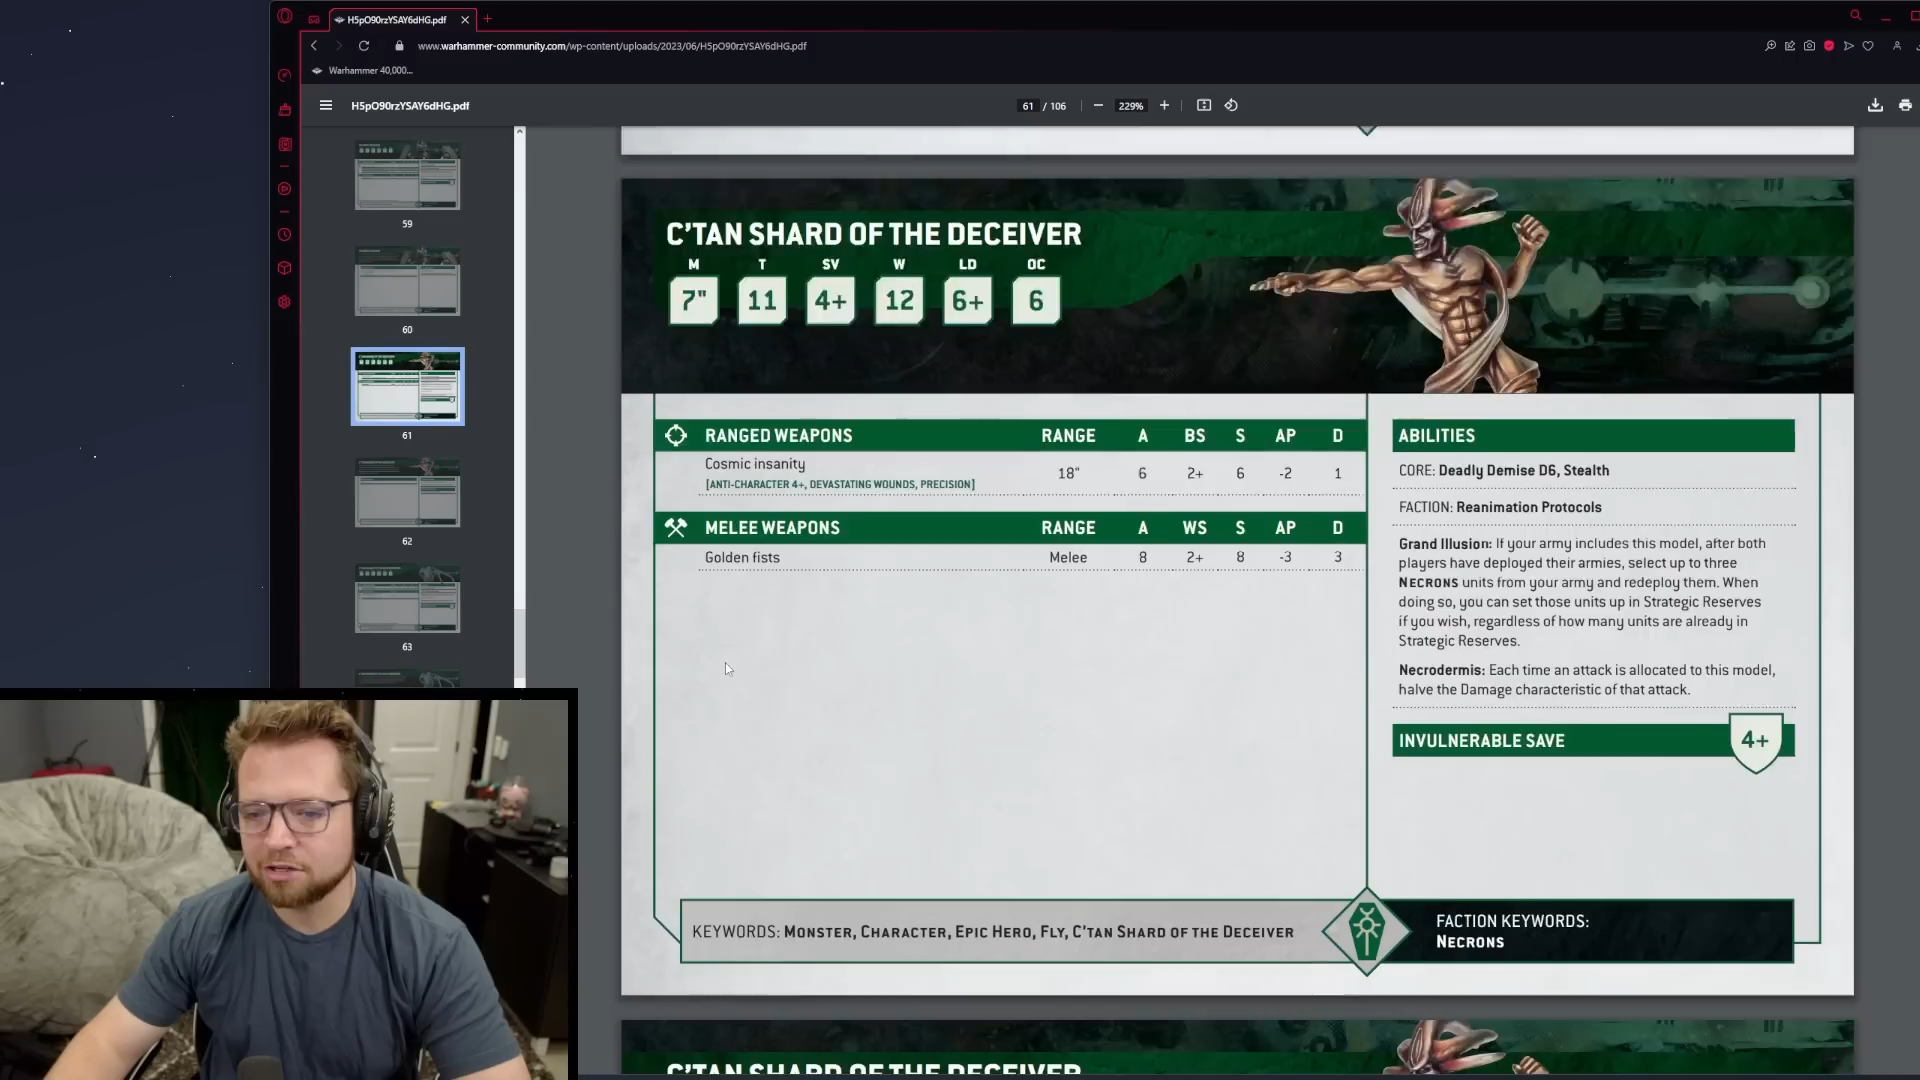 H5pO90rzYSAY6dHG.pdf
www.warhammer-community.com/wp-content/uploads/2023/06/H5pO90rzYSAY6dHG.pdf
Warhammer 40,000...
H5pO90rzYSAY6dHG.pdf
61 / 106
229%
59
60
61
62
63
C'TAN SHARD OF THE DECEIVER
M T SV W LD OC
7" 11 4+ 12 6+ 6
RANGED WEAPONS RANGE A BS S AP D
Cosmic insanity 18" 6 2+ 6 -2 1
[ANTI-CHARACTER 4+, DEVASTATING WOUNDS, PRECISION]
MELEE WEAPONS RANGE A WS S AP D
Golden fists Melee 8 2+ 8 -3 3
ABILITIES
CORE: Deadly Demise D6, Stealth
FACTION: Reanimation Protocols
Grand Illusion: If your army includes this model, after both
players have deployed their armies, select up to three
NECRONS units from your army and redeploy them. When
doing so, you can set those units up in Strategic Reserves
if you wish, regardless of how many units are already in
Strategic Reserves.
Necrodermis: Each time an attack is allocated to this model,
halve the Damage characteristic of that attack.
INVULNERABLE SAVE 4+
KEYWORDS: MONSTER, CHARACTER, EPIC HERO, FLY, C'TAN SHARD OF THE DECEIVER
FACTION KEYWORDS:
NECRONS
C'TAN SHARD OF THE DECEIVER